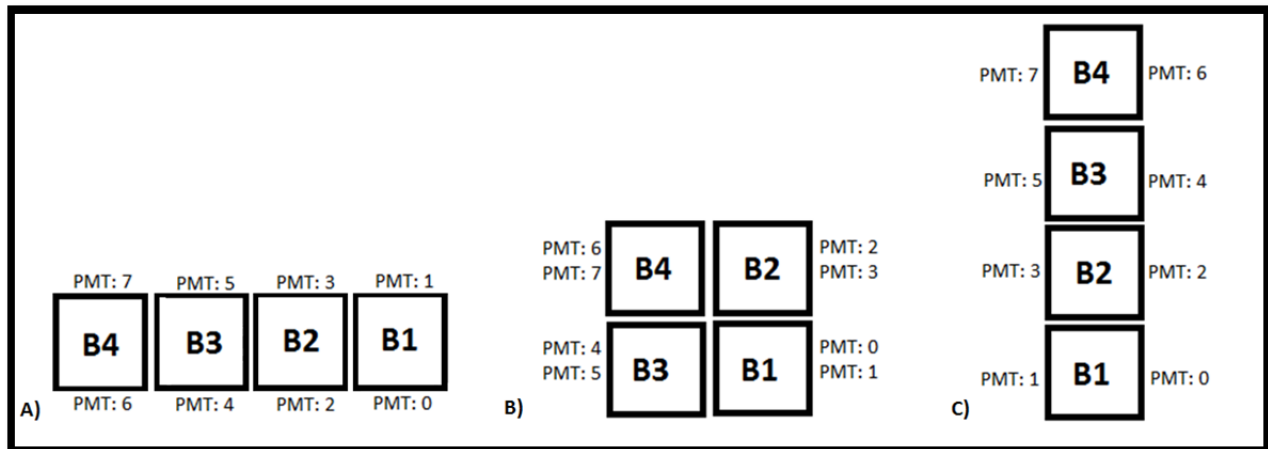 PMT: 7 PMT: 5 PMT: 3 PMT: 1
B4 B3 B2 B1
PMT: 6 PMT: 4 PMT: 2 PMT: 0
A)
PMT: 6 B4 B2 PMT: 2
PMT: 7 PMT: 3
PMT: 4 B3 B1 PMT: 0
PMT: 5 PMT: 1
B)
PMT: 7 B4 PMT: 6
PMT: 5 B3 PMT: 4
PMT: 3 B2 PMT: 2
PMT: 1 B1 PMT: 0
C)